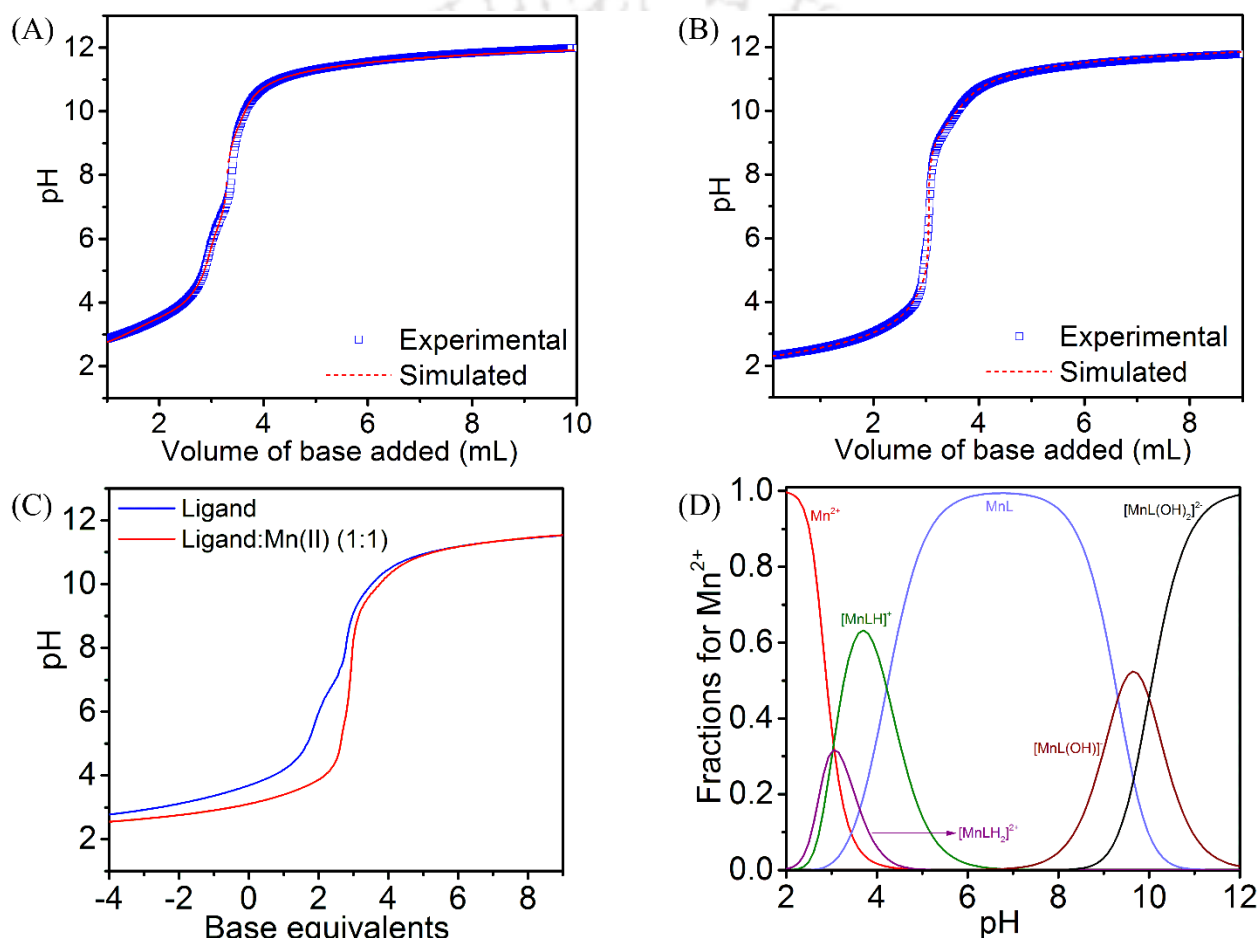 (A)
12
10
8
6
4
2
pH
Experimental
Simulated
2 4 6 8 10
Volume of base added (mL)
(B)
12
10
8
6
4
2
pH
Experimental
Simulated
2 4 6 8
Volume of base added (mL)
(C)
Ligand
Ligand:Mn(II) (1:1)
12
10
8
6
4
2
pH
-4 -2 0 2 4 6 8
Base equivalents
(D)
1.0
0.8
0.6
0.4
0.2
0.0
Fractions for Mn²⁺
Mn²⁺
MnL
[MnL(OH)₂]²⁻
[MnLH]⁺
[MnL(OH)]⁻
[MnLH₂]²⁺
2 4 6 8 10 12
pH